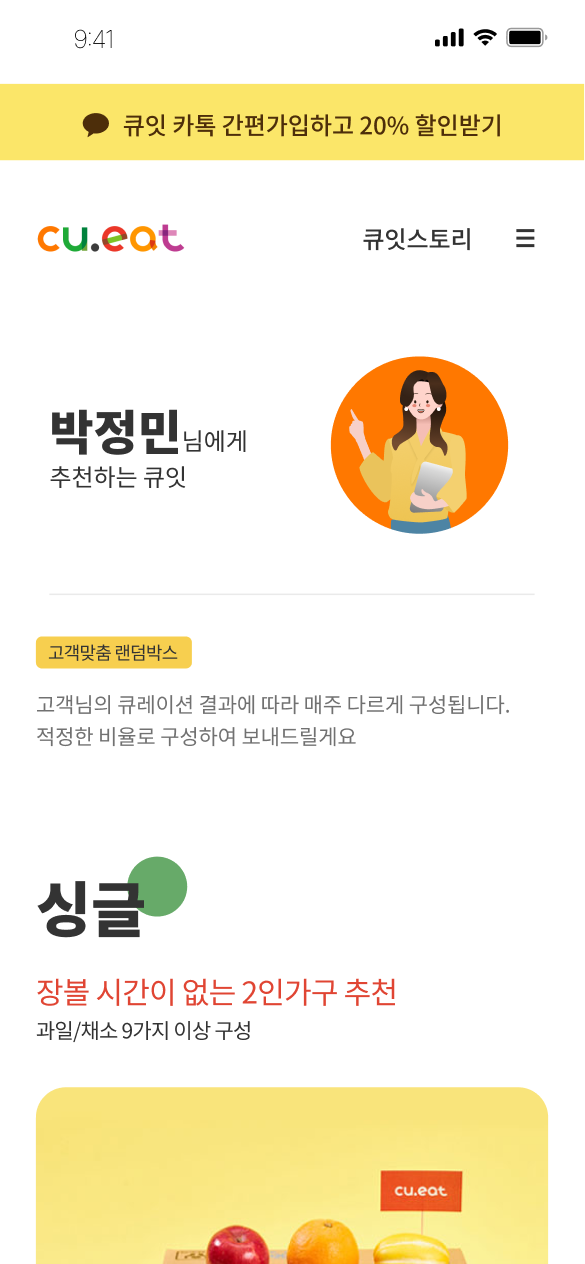 9:41
큐잇 카톡 간편가입하고 20% 할인받기
cu.eat
큐잇스토리
박정민님에게
추천하는 큐잇
고객맞춤 랜덤박스
고객님의 큐레이션 결과에 따라 매주 다르게 구성됩니다.
적정한 비율로 구성하여 보내드릴게요
싱글
장볼 시간이 없는 2인가구 추천
과일/채소 9가지 이상 구성
cu.eat